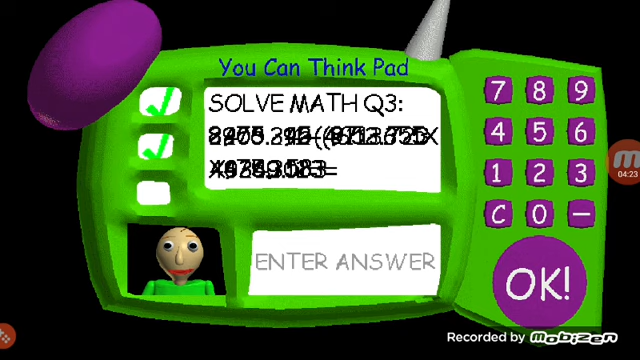 You Can Think Pad
SOLVE MATH Q3:
7 8 9
4 5 6
1 2 3
C 0 −
ENTER ANSWER
OK!
04:23
Recorded by Mobizen